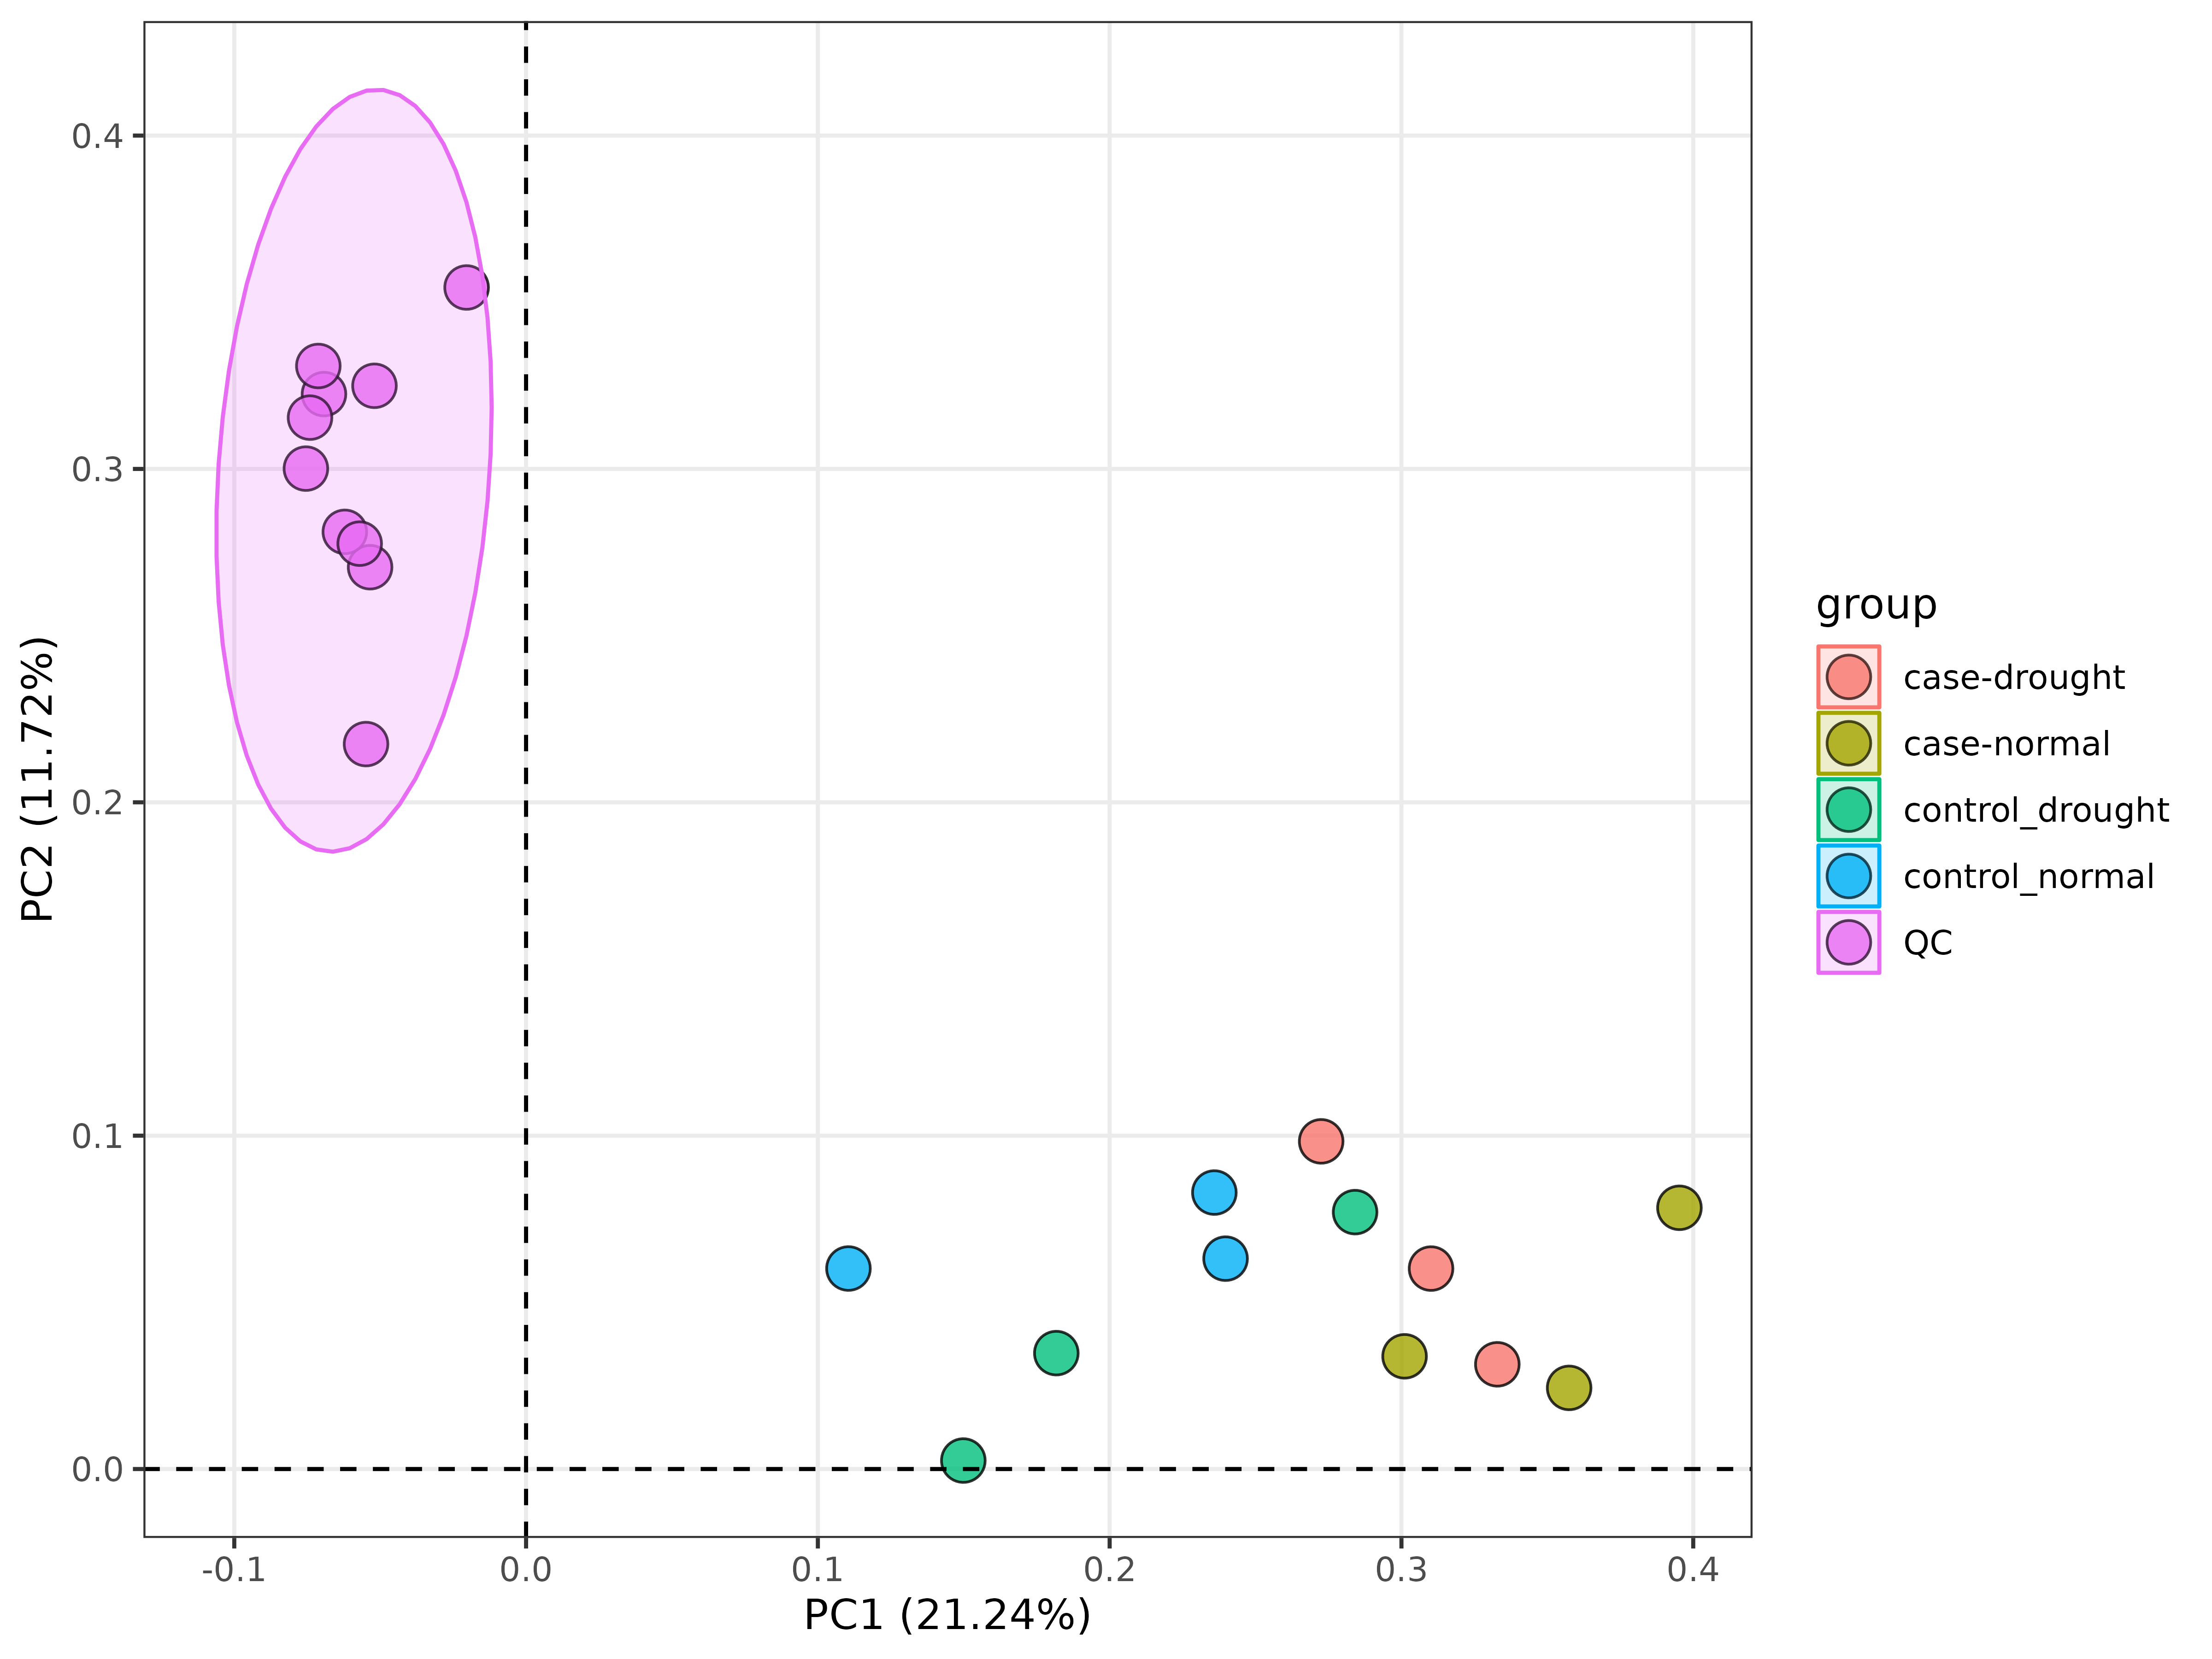 PC2 (11.72%)
0.4
0.3
0.2
0.1
0.0
-0.1
0.0
0.1
0.2
0.3
0.4
PC1 (21.24%)
group
case-drought
case-normal
control_drought
control_normal
QC